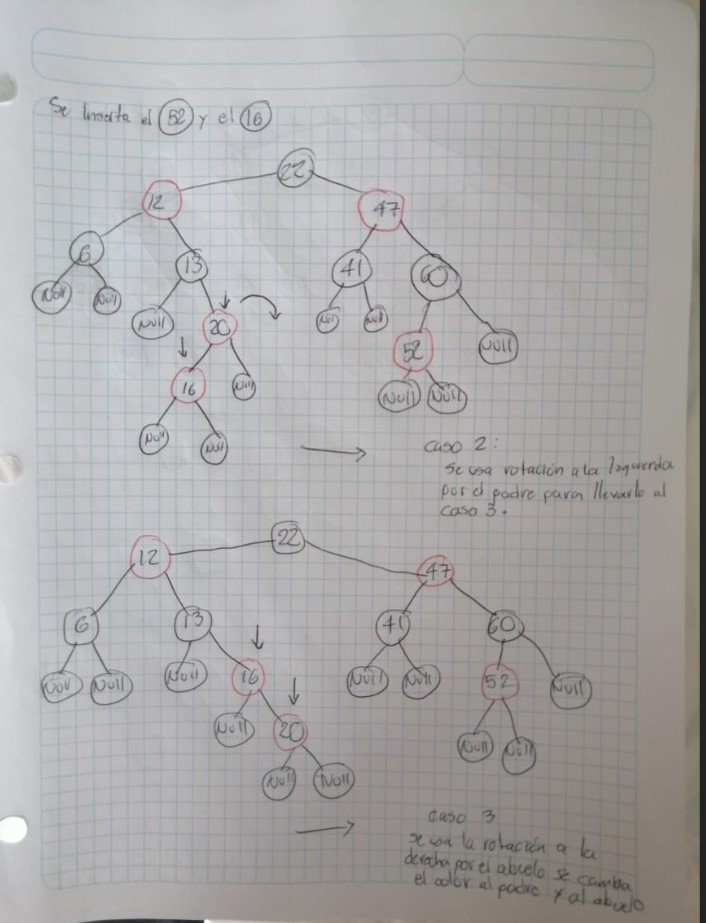 Se inserta el 52 y el 16
22
12 47
6 13 41 60
Null Null Null 20 Null Null 52 Null
16 Null Null Null
Null Null
caso 2:
se usa rotación a la Izquierda
por el padre para llevarlo al
caso 3.
22
12 47
6 13 41 60
Null Null Null 16 Null Null 52 Null
Null 20 Null Null
Null Null
caso 3
se usa la rotación a la
derecha por el abuelo se cambia
el color al padre y al abuelo